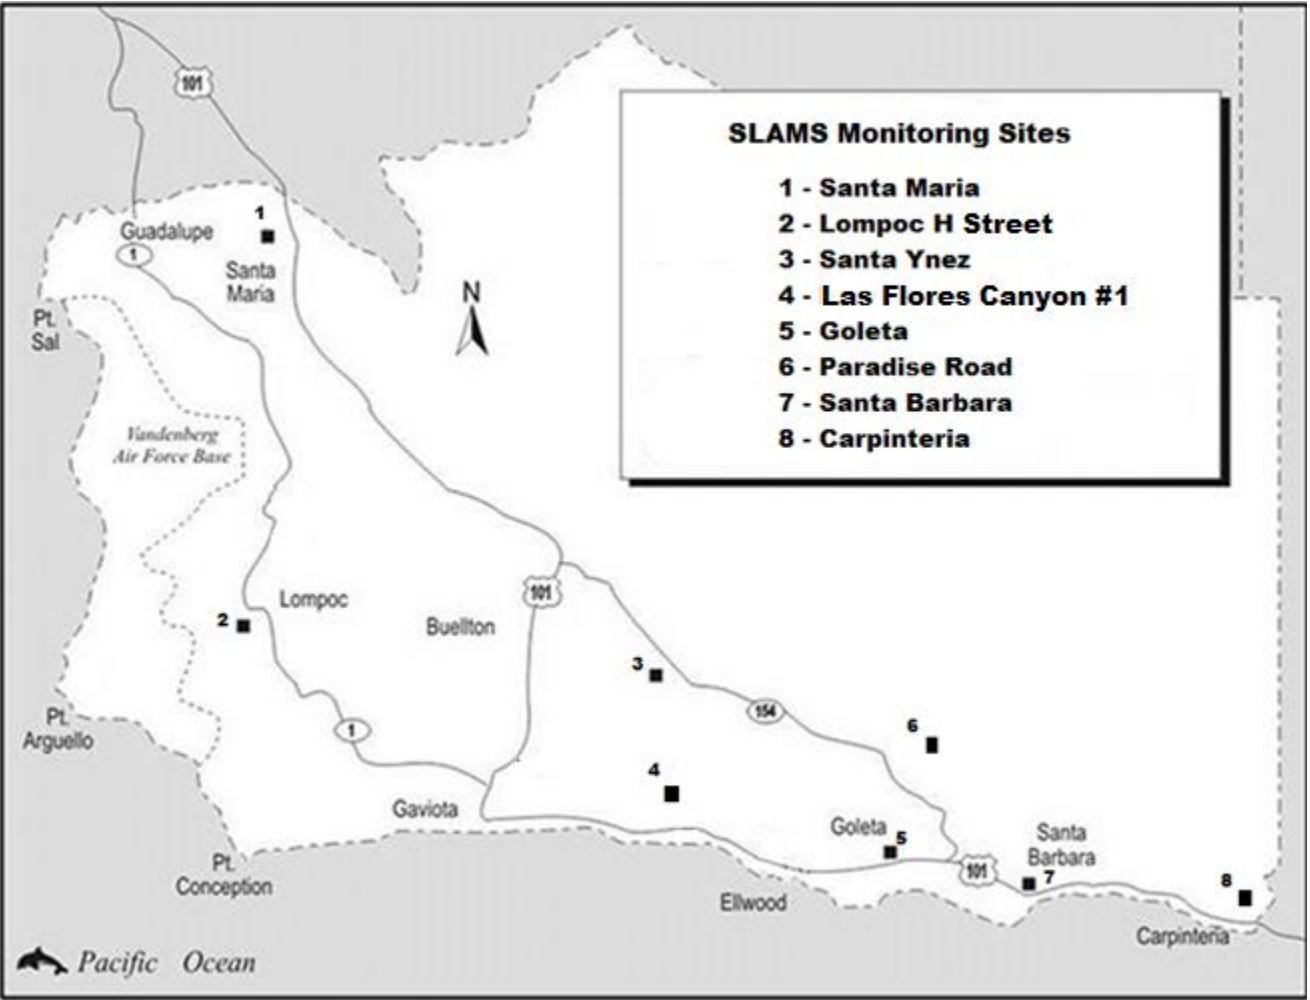 101
SLAMS Monitoring Sites
1 - Santa Maria
2 - Lompoc H Street
3 - Santa Ynez
4 - Las Flores Canyon #1
5 - Goleta
6 - Paradise Road
7 - Santa Barbara
8 - Carpinteria
1
Guadalupe
1
Santa
Maria
N
Pt.
Sal
Vandenberg
Air Force Base
101
Lompoc
2
Buellton
3
154
Pt.
Arguello
1
6
4
Gaviota
Goleta
5
Santa
Barbara
101
7
Pt.
Conception
8
Ellwood
Carpinteria
Pacific Ocean